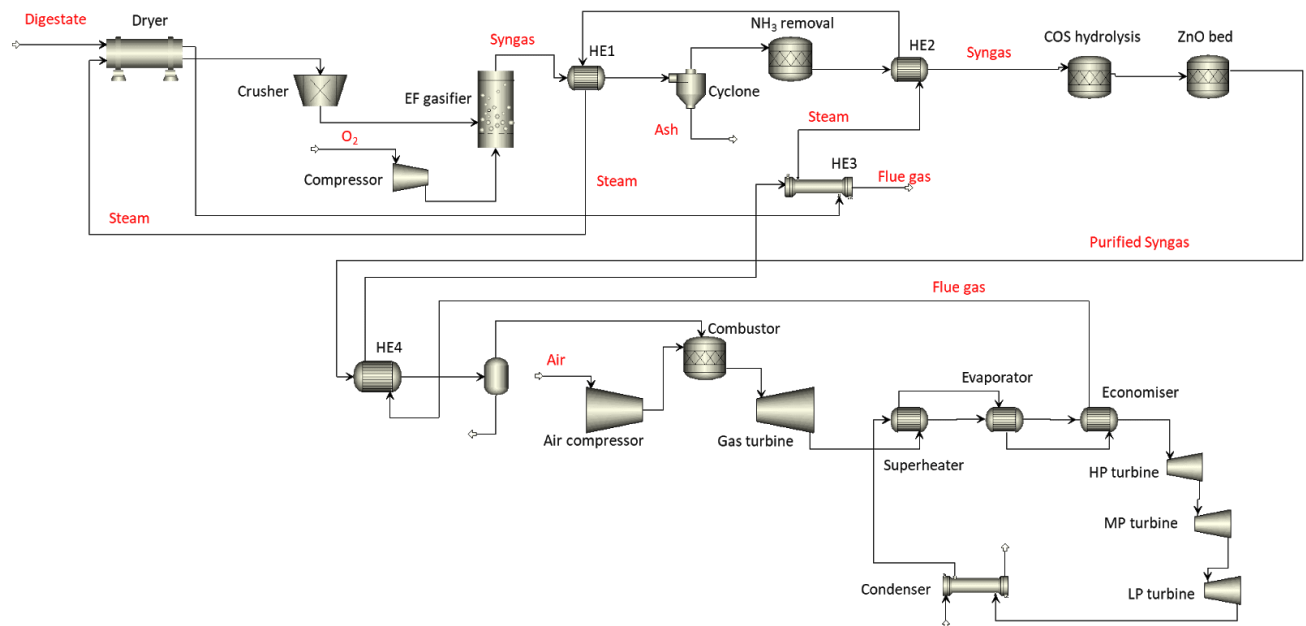 Digestate
Dryer
NH₃ removal
Syngas
HE1
HE2
Syngas
COS hydrolysis
ZnO bed
Crusher
EF gasifier
Cyclone
Ash
Steam
O₂
Compressor
HE3
Flue gas
Steam
Steam
Purified Syngas
Flue gas
HE4
Combustor
Air
Air compressor
Gas turbine
Evaporator
Economiser
Superheater
HP turbine
MP turbine
Condenser
LP turbine